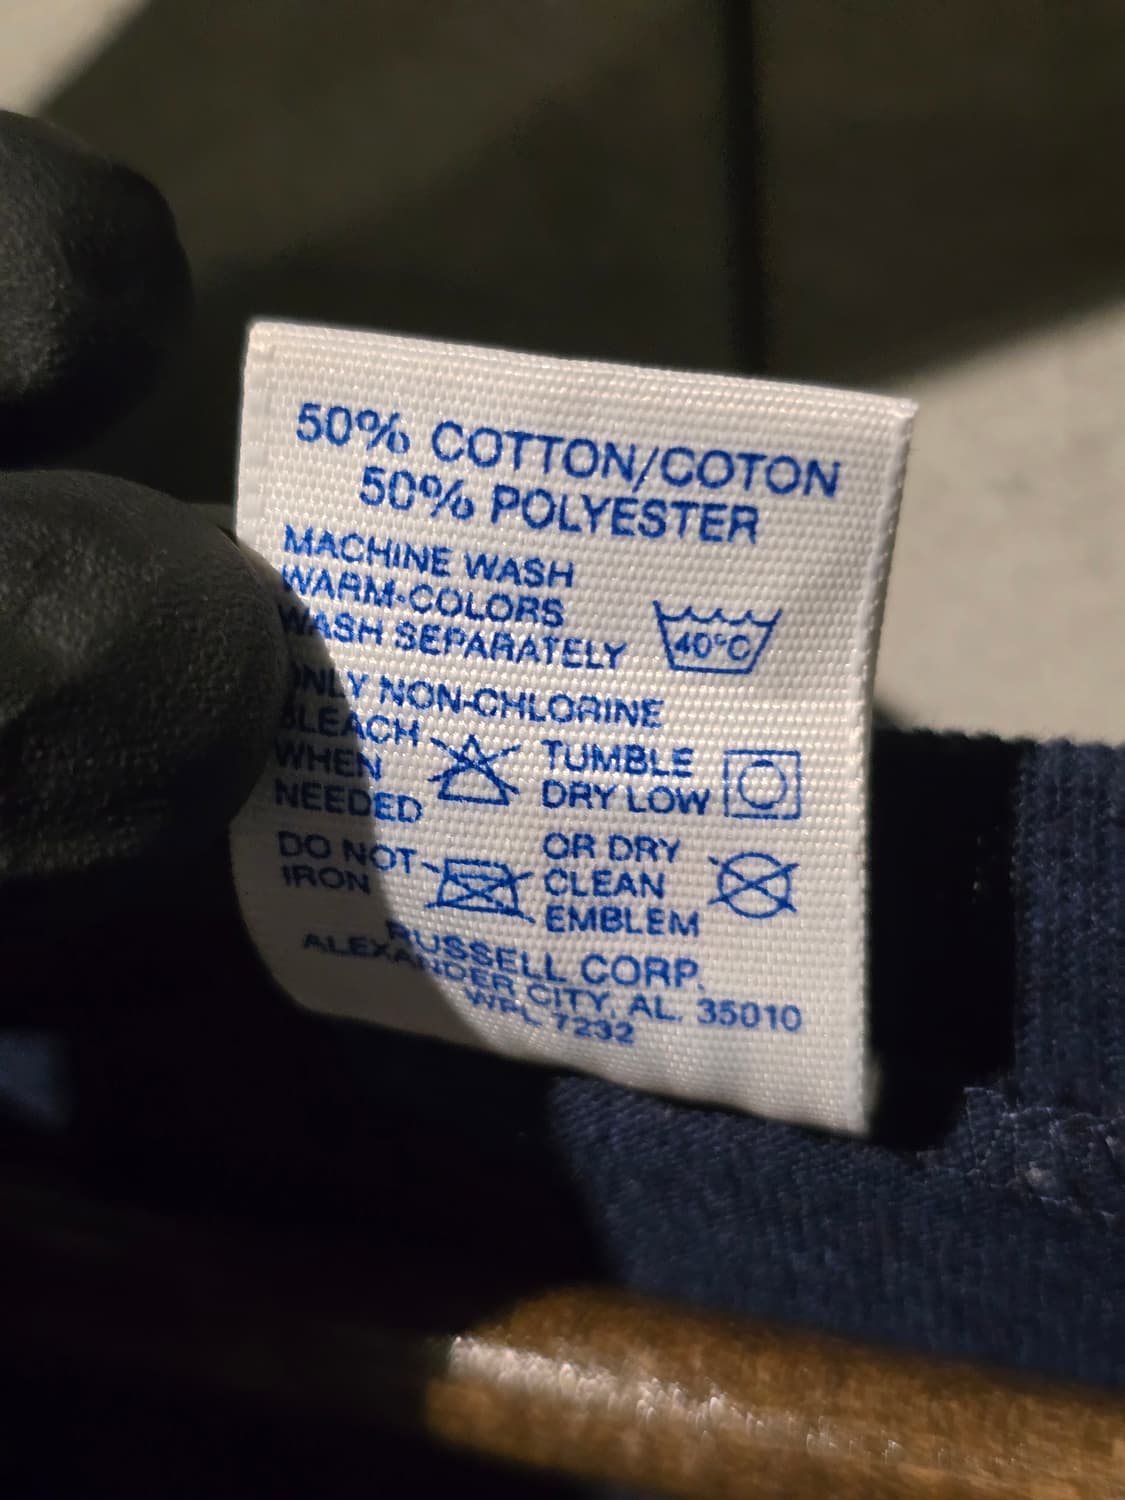 50% COTTON/COTON
50% POLYESTER
MACHINE WASH
WARM-COLORS
WASH SEPARATELY
40°C
ONLY NON-CHLORINE
BLEACH
WHEN
NEEDED
TUMBLE
DRY LOW
DO NOT
IRON
OR DRY
CLEAN
EMBLEM
RUSSELL CORP.
ALEXANDER CITY, AL. 35010
WPL 7232